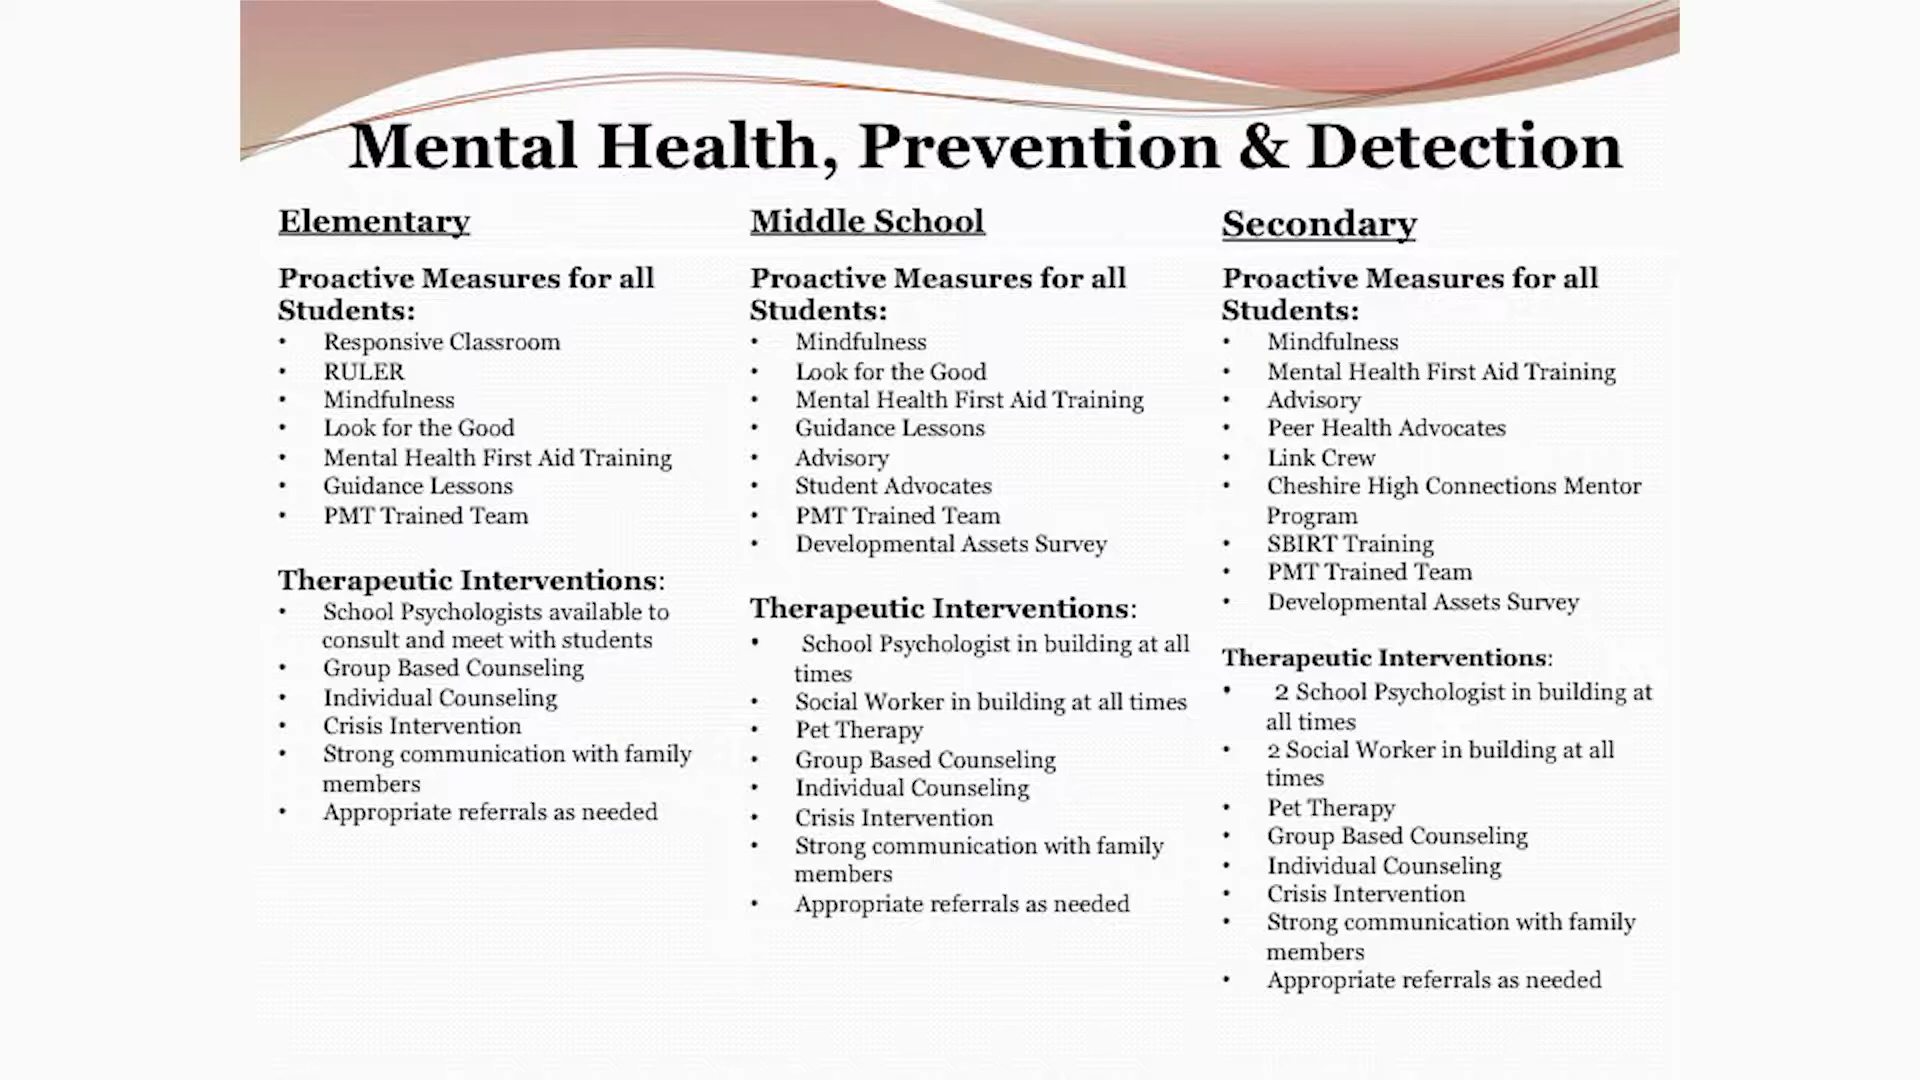 Mental Health, Prevention & Detection
Elementary
Proactive Measures for all
Students:
• Responsive Classroom
• RULER
• Mindfulness
• Look for the Good
• Mental Health First Aid Training
• Guidance Lessons
• PMT Trained Team
Therapeutic Interventions:
• School Psychologists available to
consult and meet with students
• Group Based Counseling
• Individual Counseling
• Crisis Intervention
• Strong communication with family
members
• Appropriate referrals as needed
Middle School
Proactive Measures for all
Students:
• Mindfulness
• Look for the Good
• Mental Health First Aid Training
• Guidance Lessons
• Advisory
• Student Advocates
• PMT Trained Team
• Developmental Assets Survey
Therapeutic Interventions:
• School Psychologist in building at all
times
• Social Worker in building at all times
• Pet Therapy
• Group Based Counseling
• Individual Counseling
• Crisis Intervention
• Strong communication with family
members
• Appropriate referrals as needed
Secondary
Proactive Measures for all
Students:
• Mindfulness
• Mental Health First Aid Training
• Advisory
• Peer Health Advocates
• Link Crew
• Cheshire High Connections Mentor
Program
• SBIRT Training
• PMT Trained Team
• Developmental Assets Survey
Therapeutic Interventions:
• 2 School Psychologist in building at
all times
• 2 Social Worker in building at all
times
• Pet Therapy
• Group Based Counseling
• Individual Counseling
• Crisis Intervention
• Strong communication with family
members
• Appropriate referrals as needed